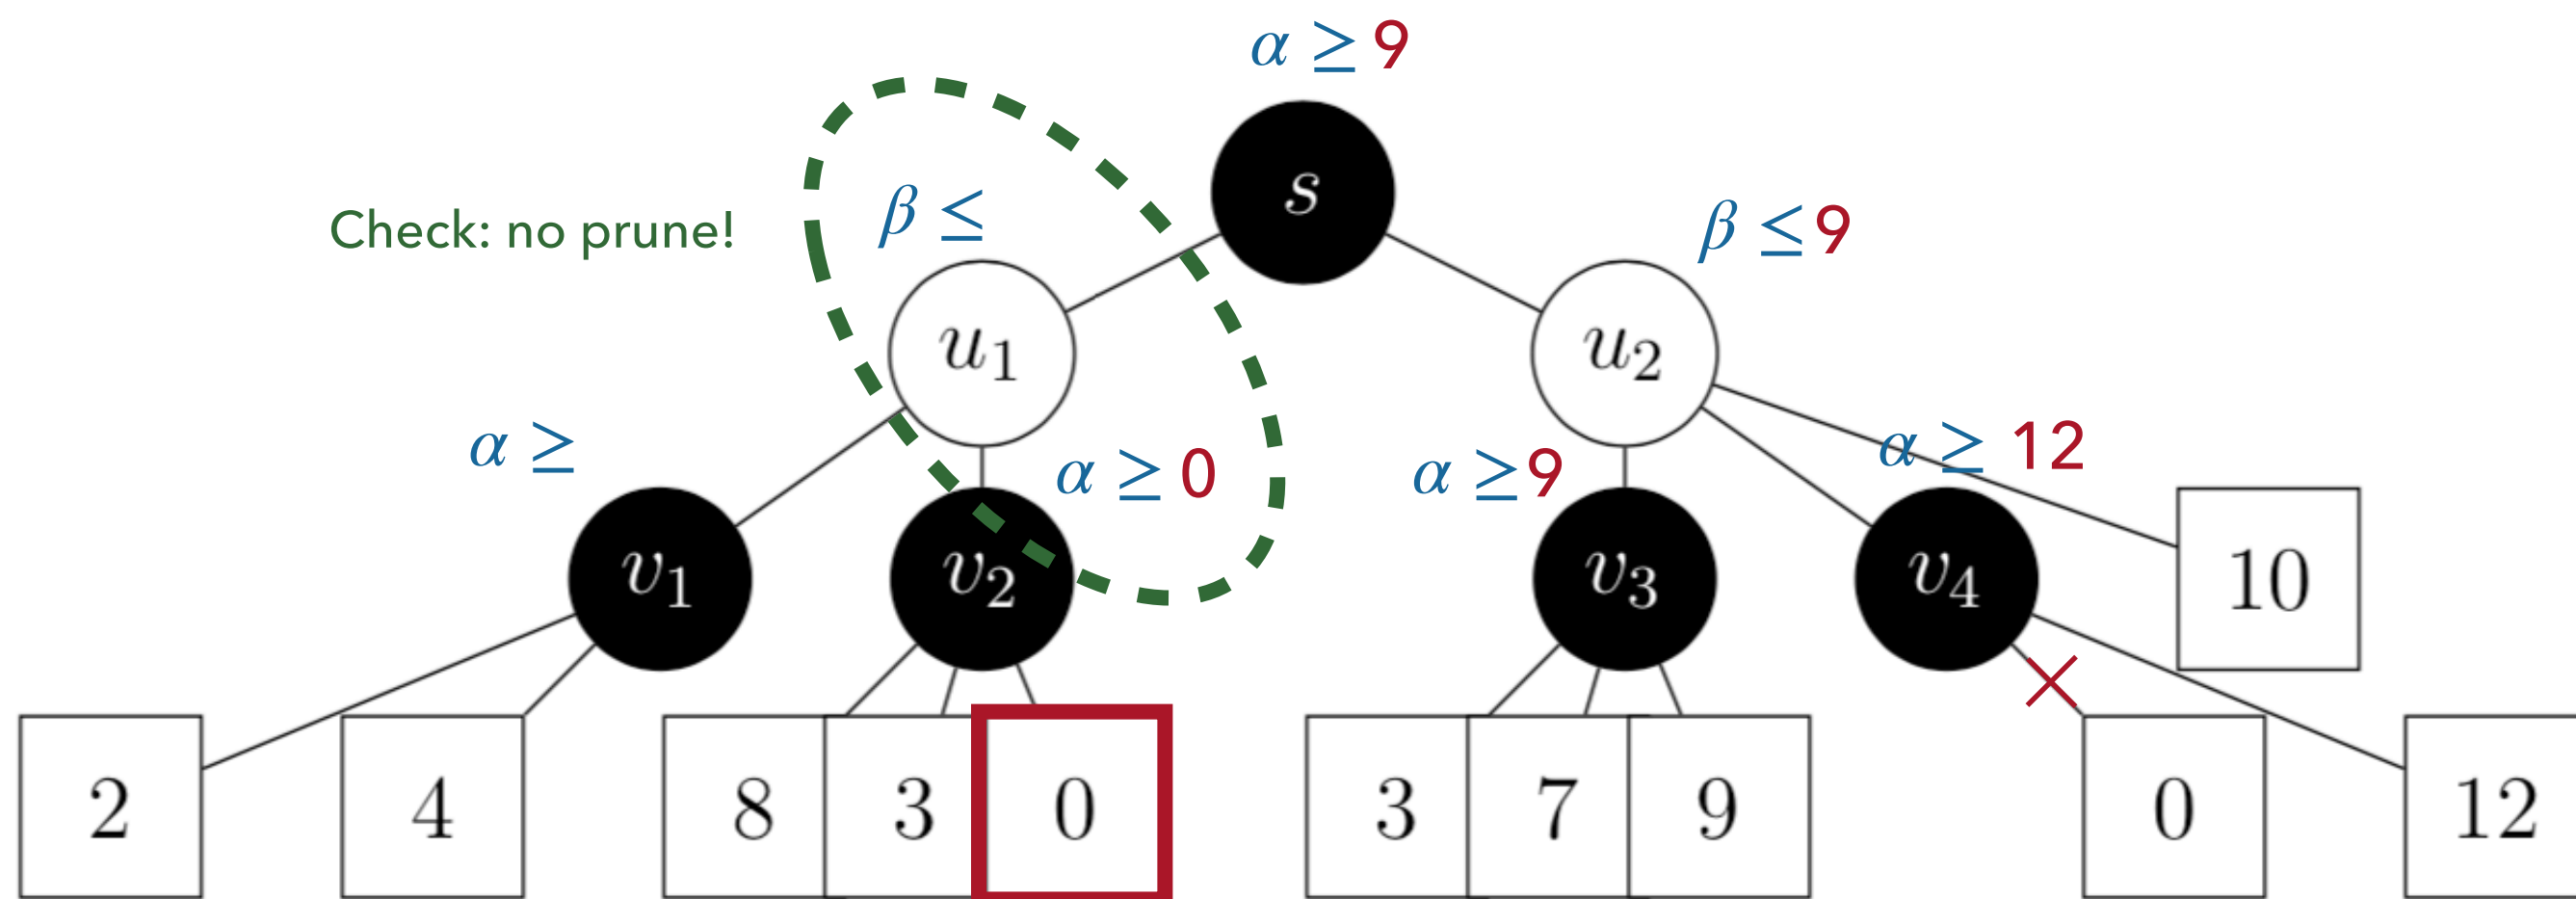 α ≥ 9
s
Check: no prune!
β ≤
β ≤ 9
u₁
u₂
α ≥
α ≥ 0
α ≥ 9
α ≥ 12
v₁
v₂
v₃
v₄
10
2
4
8
3
0
3
7
9
0
12